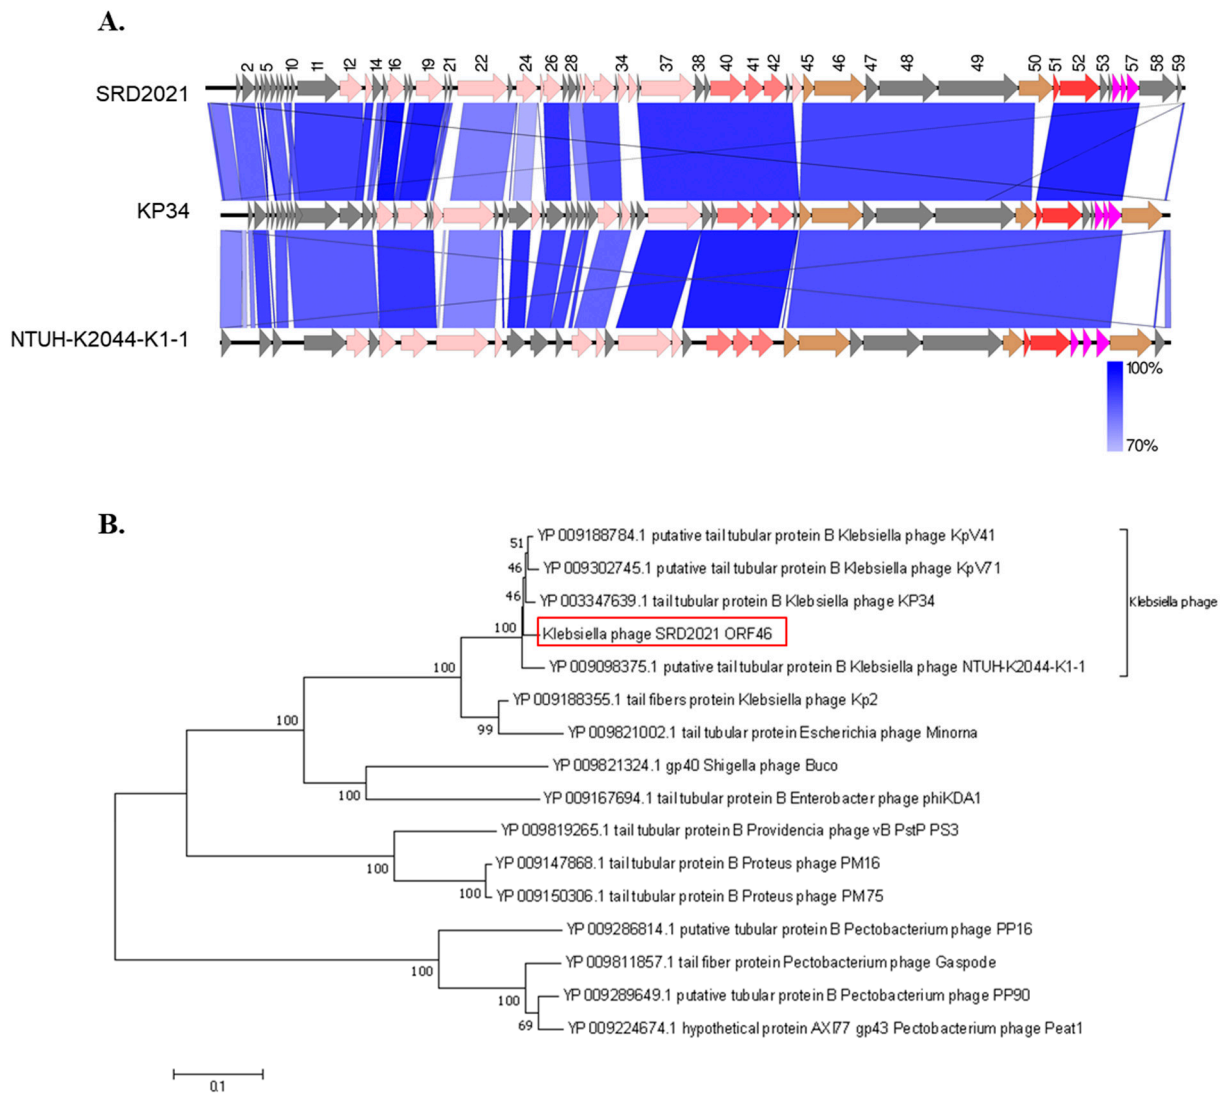 A.
2 5 10 11 12 14 16 19 21 22 24 26 28 34 37 38 40 41 42 45 46 47 48 49 50 51 52 53 57 58 59
SRD2021
KP34
NTUH-K2044-K1-1
100%
70%
B.
YP 009188784.1 putative tail tubular protein B Klebsiella phage KpV41
51
YP 009302745.1 putative tail tubular protein B Klebsiella phage KpV71
46
YP 003347639.1 tail tubular protein B Klebsiella phage KP34
46
Klebsiella phage
Klebsiella phage SRD2021 ORF46
100
YP 009098375.1 putative tail tubular protein B Klebsiella phage NTUH-K2044-K1-1
100
YP 009188355.1 tail fibers protein Klebsiella phage Kp2
99
YP 009821002.1 tail tubular protein Escherichia phage Minorna
100
YP 009821324.1 gp40 Shigella phage Buco
100
YP 009167694.1 tail tubular protein B Enterobacter phage phiKDA1
YP 009819265.1 tail tubular protein B Providencia phage vB PstP PS3
100
YP 009147868.1 tail tubular protein B Proteus phage PM16
100
YP 009150306.1 tail tubular protein B Proteus phage PM75
YP 009286814.1 putative tubular protein B Pectobacterium phage PP16
100
YP 009811857.1 tail fiber protein Pectobacterium phage Gaspode
100
YP 009289649.1 putative tubular protein B Pectobacterium phage PP90
69
YP 009224674.1 hypothetical protein AXI77 gp43 Pectobacterium phage Peat1
0.1